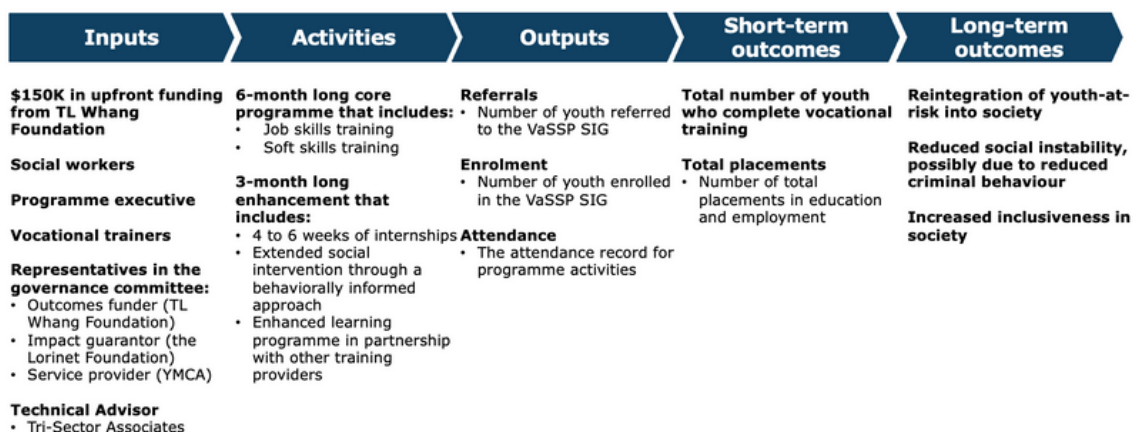 Inputs
Activities
Outputs
Short-term
outcomes
Long-term
outcomes
$150K in upfront funding
from TL Whang
Foundation
Social workers
Programme executive
Vocational trainers
Representatives in the
governance committee:
• Outcomes funder (TL
Whang Foundation)
• Impact guarantor (the
Lorinet Foundation)
• Service provider (YMCA)
Technical Advisor
• Tri-Sector Associates
6-month long core
programme that includes:
• Job skills training
• Soft skills training
3-month long
enhancement that
includes:
• 4 to 6 weeks of internships
• Extended social
intervention through a
behaviorally informed
approach
• Enhanced learning
programme in partnership
with other training
providers
Referrals
• Number of youth referred
to the VaSSP SIG
Enrolment
• Number of youth enrolled
in the VaSSP SIG
Attendance
• The attendance record for
programme activities
Total number of youth
who complete vocational
training
Total placements
• Number of total
placements in education
and employment
Reintegration of youth-at-
risk into society
Reduced social instability,
possibly due to reduced
criminal behaviour
Increased inclusiveness in
society